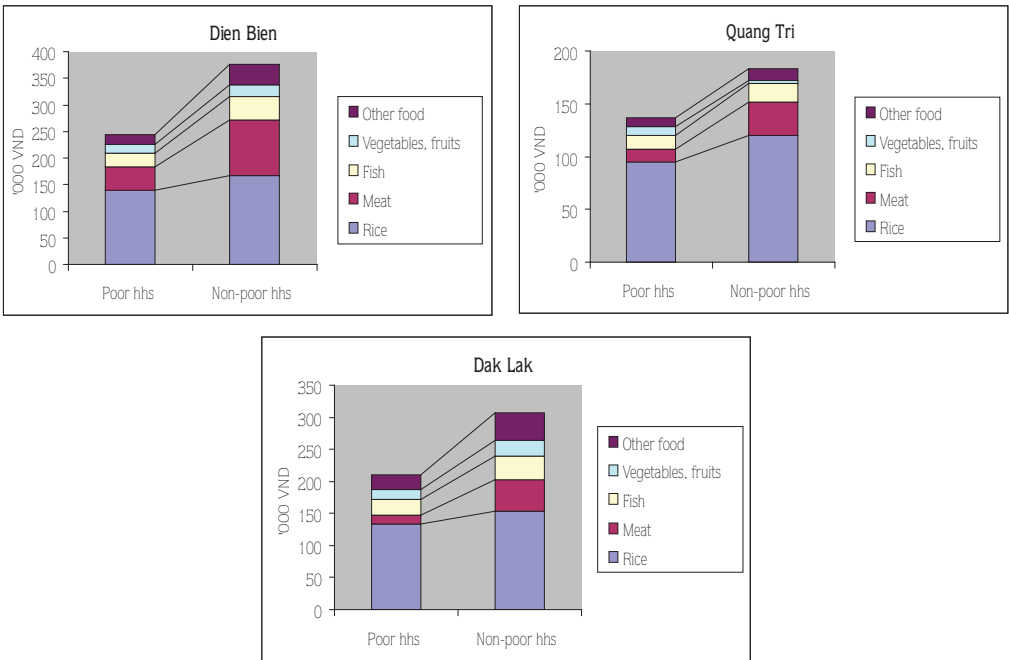 Dien Bien
400
350
300
250
200
150
100
50
0
'000 VND
Poor hhs Non-poor hhs
Other food
Vegetables, fruits
Fish
Meat
Rice
Quang Tri
200
150
100
50
0
'000 VND
Poor hhs Non-poor hhs
Other food
Vegetables, fruits
Fish
Meat
Rice
Dak Lak
350
300
250
200
150
100
50
0
'000 VND
Poor hhs Non-poor hhs
Other food
Vegetables, fruits
Fish
Meat
Rice